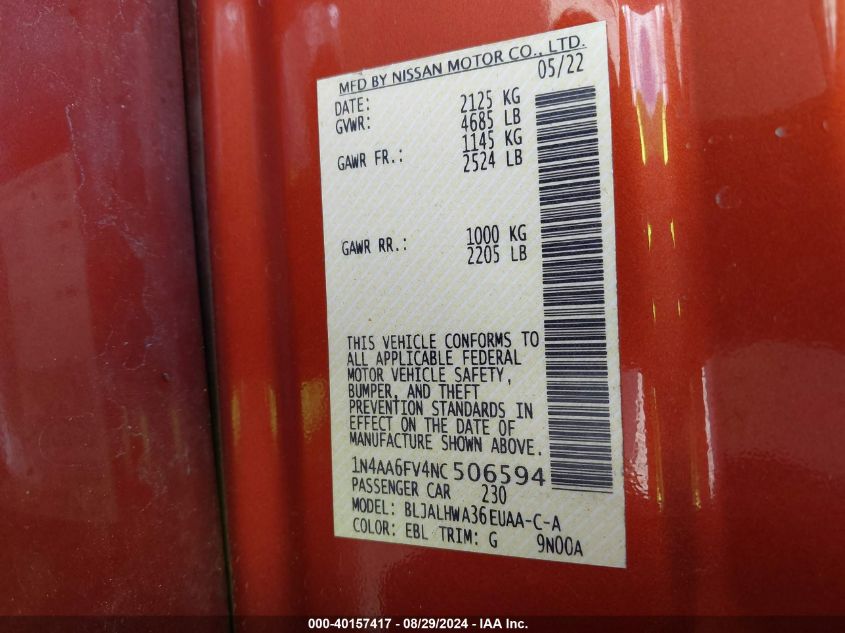 MFD BY NISSAN MOTOR CO., LTD.
DATE: 05/22
GVWR: 2125 KG
4685 LB
GAWR FR.: 1145 KG
2524 LB
GAWR RR.: 1000 KG
2205 LB
THIS VEHICLE CONFORMS TO
ALL APPLICABLE FEDERAL
MOTOR VEHICLE SAFETY,
BUMPER, AND THEFT
PREVENTION STANDARDS IN
EFFECT ON THE DATE OF
MANUFACTURE SHOWN ABOVE.
1N4AA6FV4NC506594
PASSENGER CAR 230
MODEL: BLJALHWA36EUAA-C-A
COLOR: EBL TRIM: G 9N00A
000-40157417 - 08/29/2024 - IAA Inc.